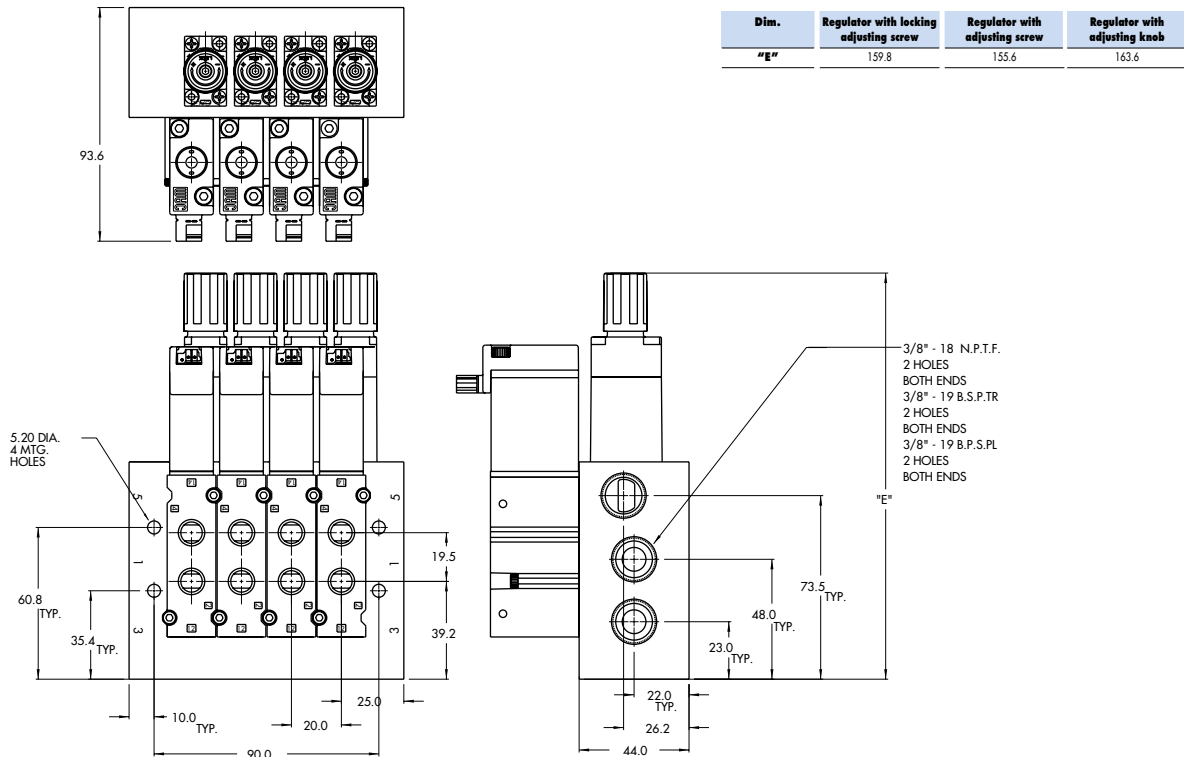 Dim. Regulator with locking adjusting screw Regulator with adjusting screw Regulator with adjusting knob
"E" 159.8 155.6 163.6
93.6
5.20 DIA.
4 MTG.
HOLES
5
5
1
1
3
3
60.8
TYP.
35.4
TYP.
19.5
39.2
25.0
10.0
TYP.
20.0
90.0
3/8" - 18 N.P.T.F.
2 HOLES
BOTH ENDS
3/8" - 19 B.S.P.TR
2 HOLES
BOTH ENDS
3/8" - 19 B.P.S.PL
2 HOLES
BOTH ENDS
"E"
73.5
TYP.
48.0
TYP.
23.0
TYP.
22.0
TYP.
26.2
44.0